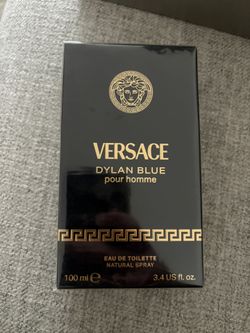 VERSACE
DYLAN BLUE
pour homme
EAU DE TOILETTE
NATURAL SPRAY
100 ml ℮ 3.4 US fl. oz.